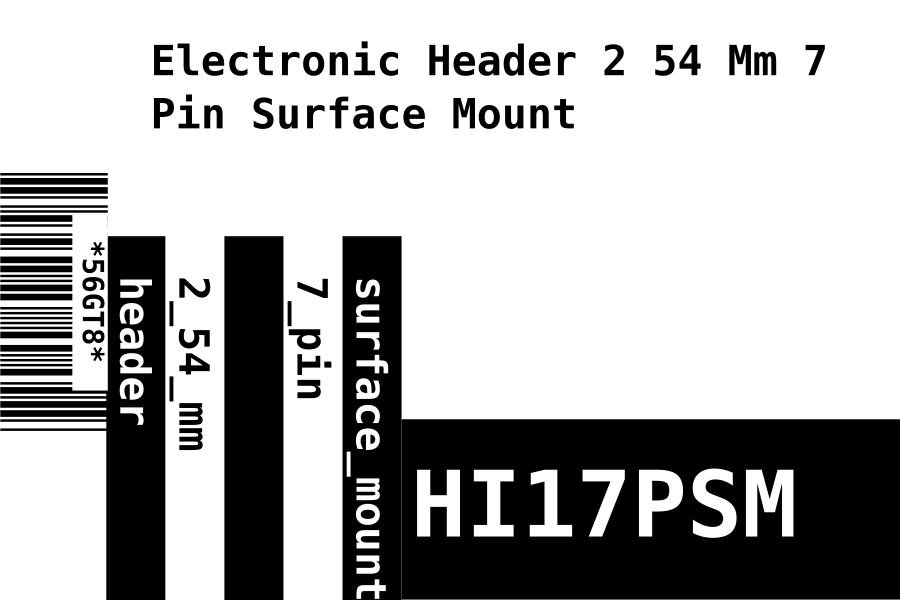 Electronic Header 2 54 Mm 7
Pin Surface Mount
*56GT8*
header
2_54_mm
7_pin
surface_mount
HI17PSM